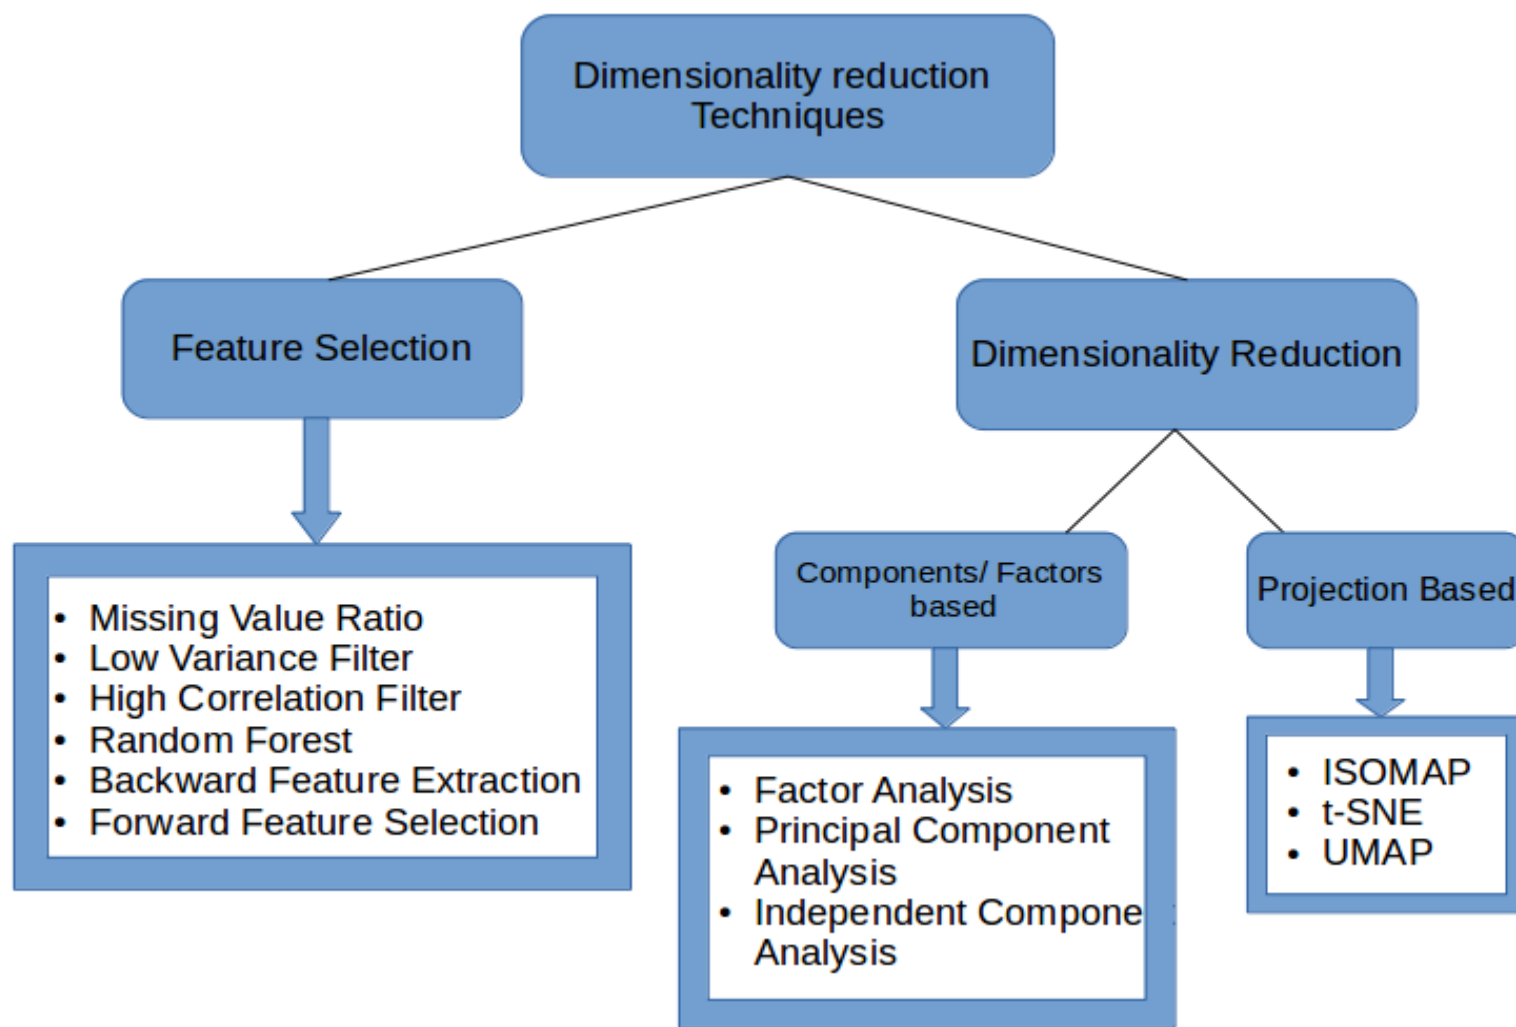 Dimensionality reduction
Techniques
Feature Selection
Dimensionality Reduction
Components/ Factors
based
Projection Based
• Missing Value Ratio
• Low Variance Filter
• High Correlation Filter
• Random Forest
• Backward Feature Extraction
• Forward Feature Selection
• Factor Analysis
• Principal Component
Analysis
• Independent Compone
Analysis
• ISOMAP
• t-SNE
• UMAP